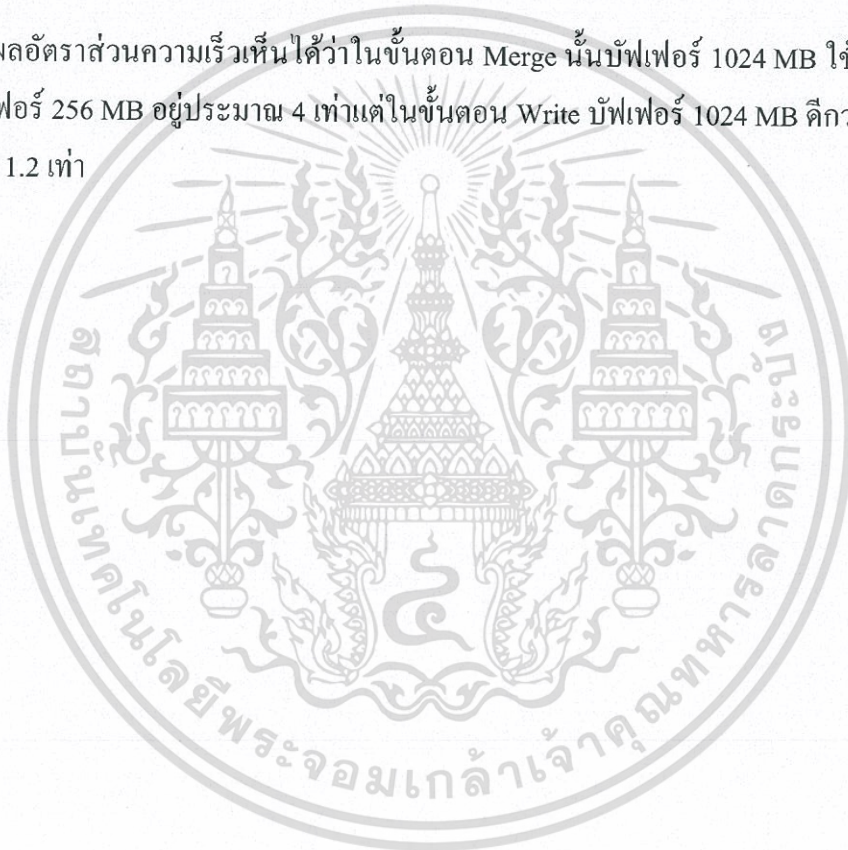 ผลอัตราส่วนความเร็วเห็นได้ว่าในขั้นตอน Merge นั้นบัฟเฟอร์ 1024 MB ใช้
ฟอร์ 256 MB อยู่ประมาณ 4 เท่าแต่ในขั้นตอน Write บัฟเฟอร์ 1024 MB
1.2 เท่า
สถาบันเทคโนโลยีพระจอมเกล้าเจ้าคุณทหารลาดกระบัง